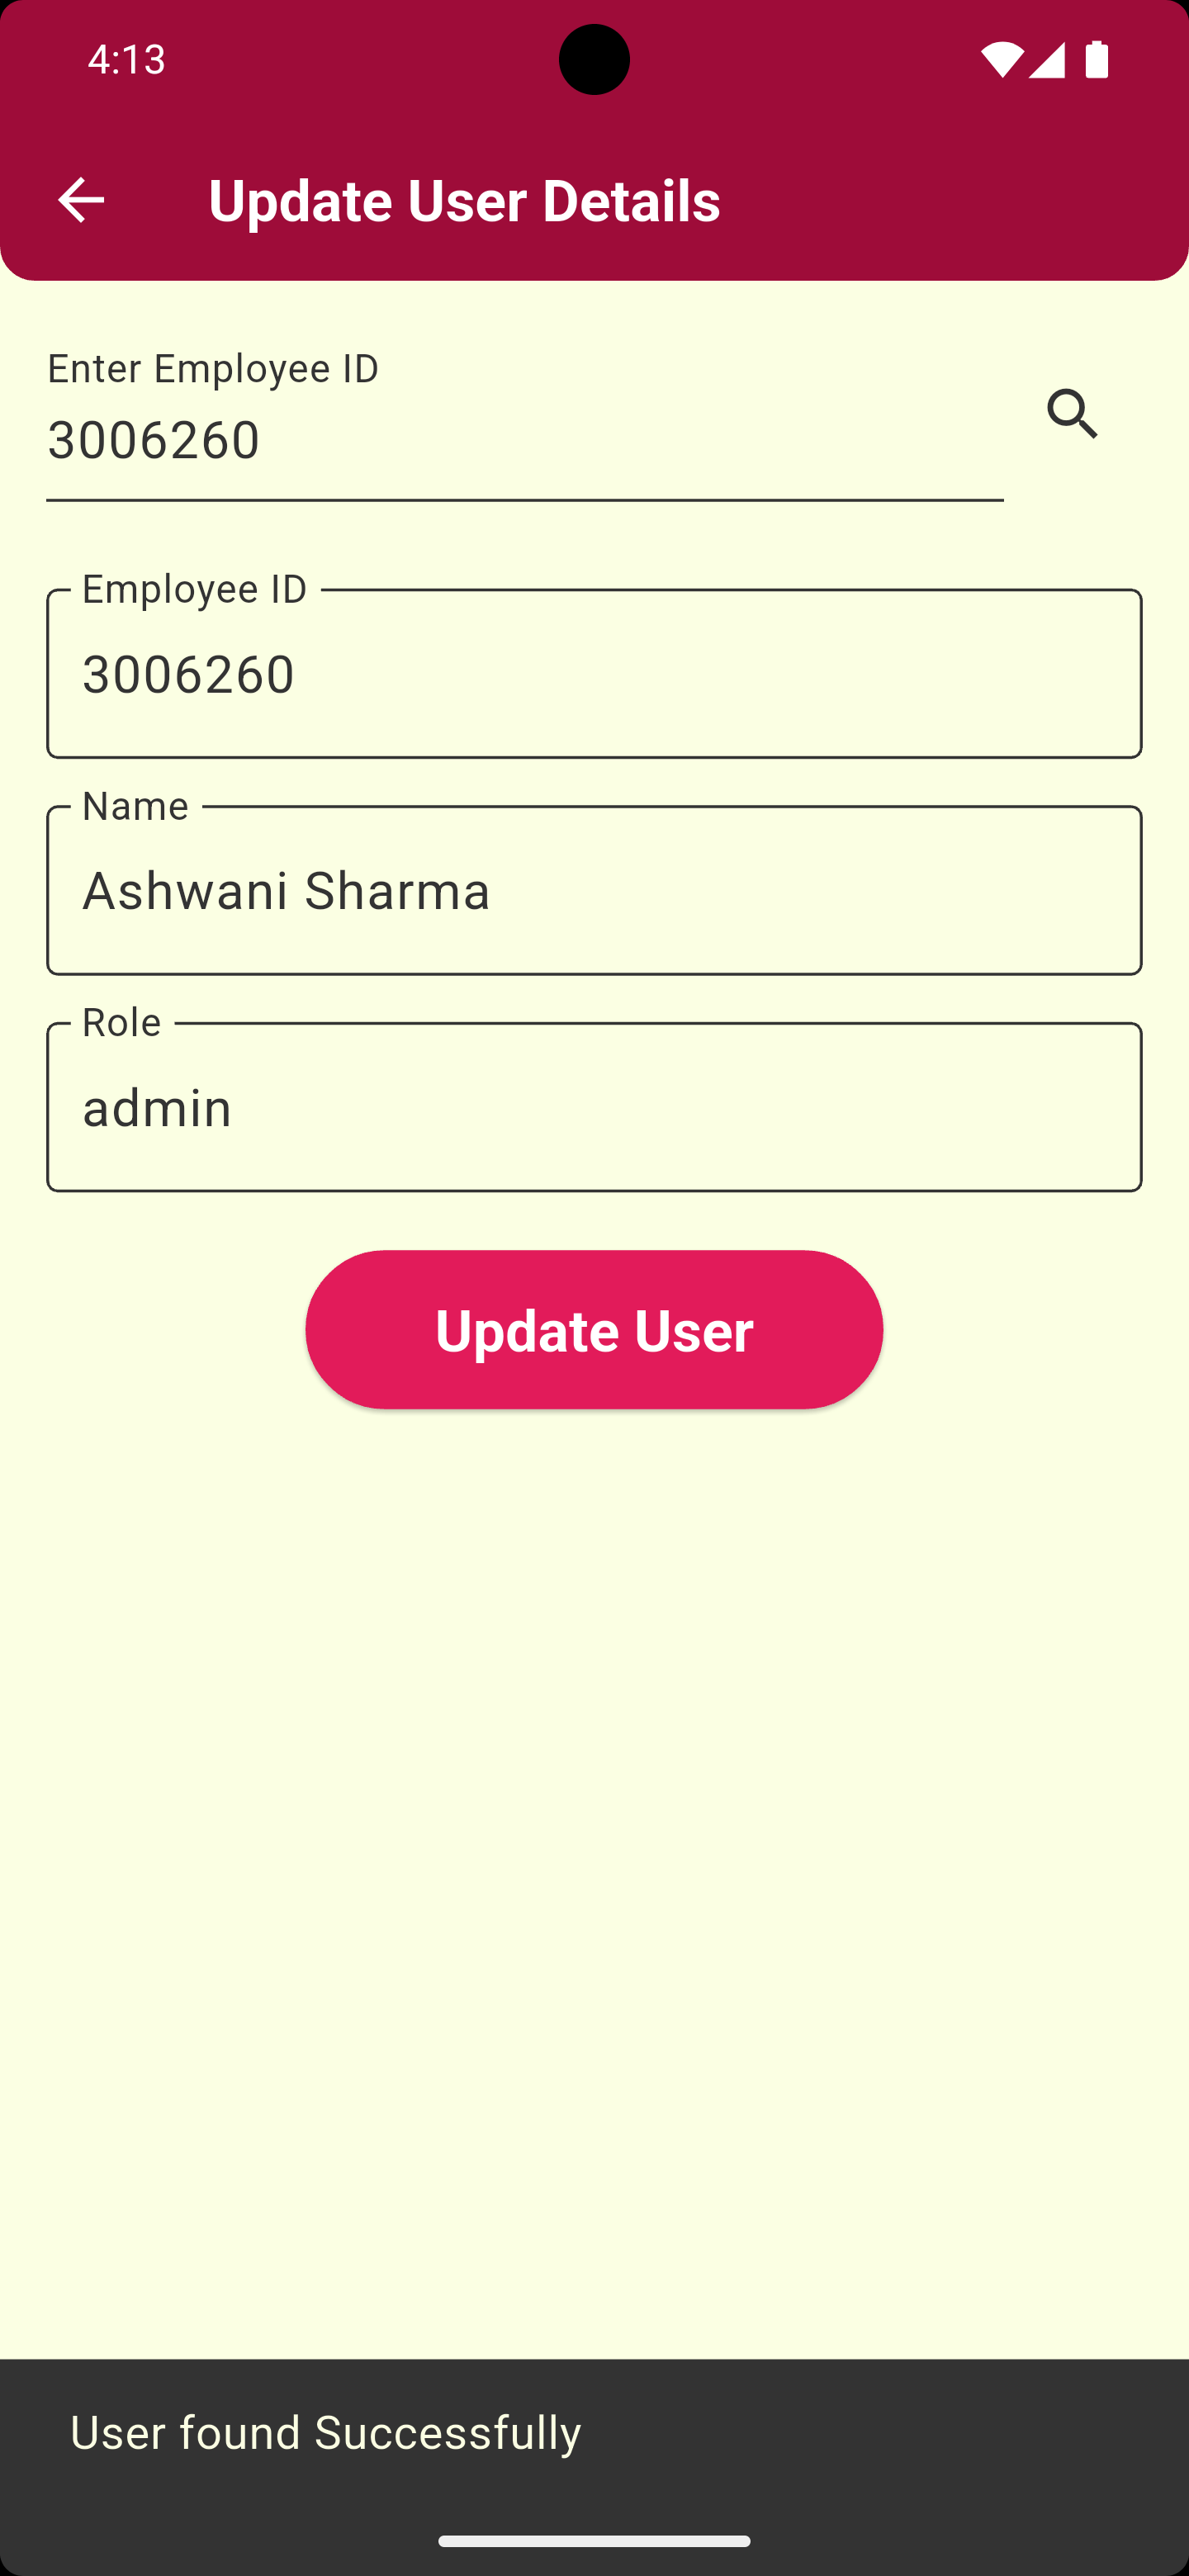 4:13
Update User Details
Enter Employee ID
3006260
Employee ID
3006260
Name
Ashwani Sharma
Role
admin
Update User
User found Successfully